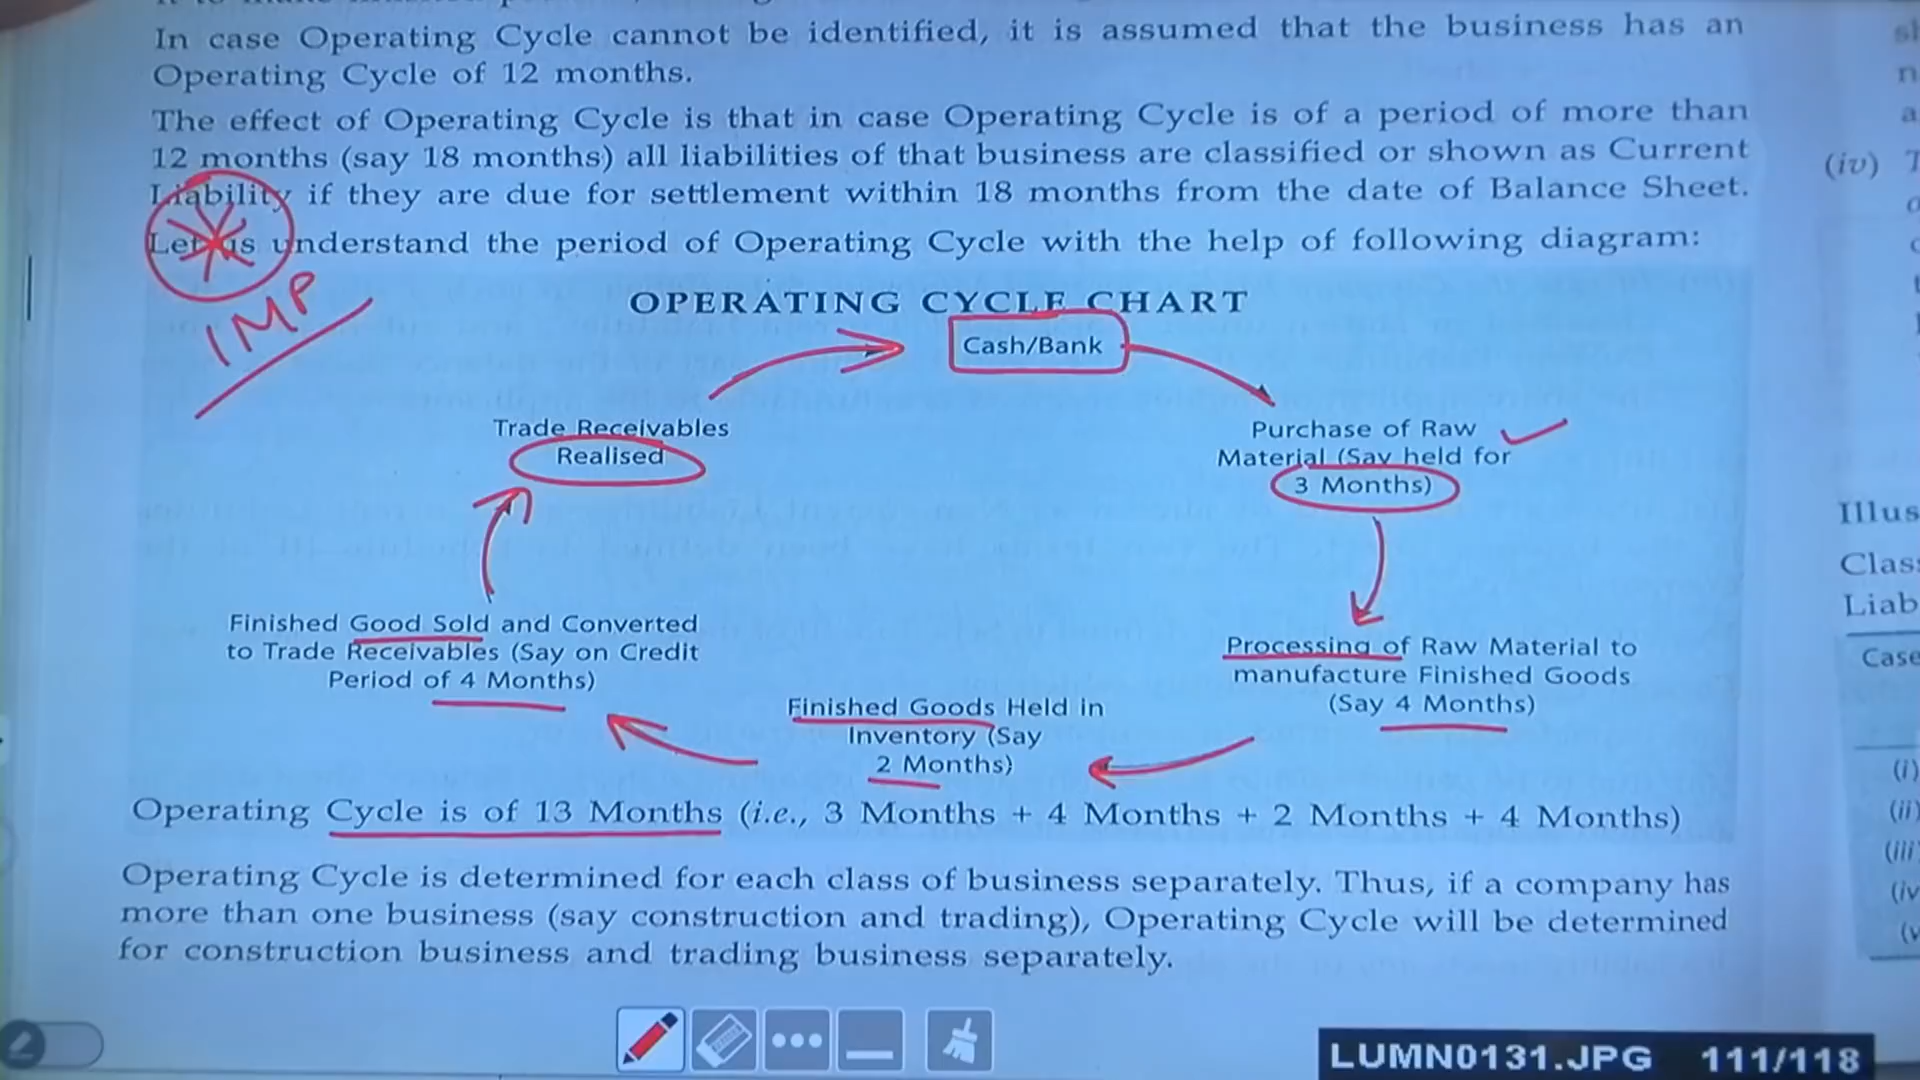 In case Operating Cycle cannot be identified, it is assumed that the business has an
Operating Cycle of 12 months.
The effect of Operating Cycle is that in case Operating Cycle is of a period of more than
12 months (say 18 months) all liabilities of that business are classified or shown as Current
Liability if they are due for settlement within 18 months from the date of Balance Sheet.
Let us understand the period of Operating Cycle with the help of following diagram:
IMP
OPERATING CYCLE CHART
Cash/Bank
Trade Receivables
Realised
Purchase of Raw
Material (Say held for
3 Months)
Finished Good Sold and Converted
to Trade Receivables (Say on Credit
Period of 4 Months)
Processing of Raw Material to
manufacture Finished Goods
(Say 4 Months)
Finished Goods Held in
Inventory (Say
2 Months)
Operating Cycle is of 13 Months (i.e., 3 Months + 4 Months + 2 Months + 4 Months)
Operating Cycle is determined for each class of business separately. Thus, if a company has
more than one business (say construction and trading), Operating Cycle will be determined
for construction business and trading business separately.
(iv)
Illus
Class
Liab
Case
(i)
(ii)
(iii
(iv
(v
LUMN0131.JPG 111/118